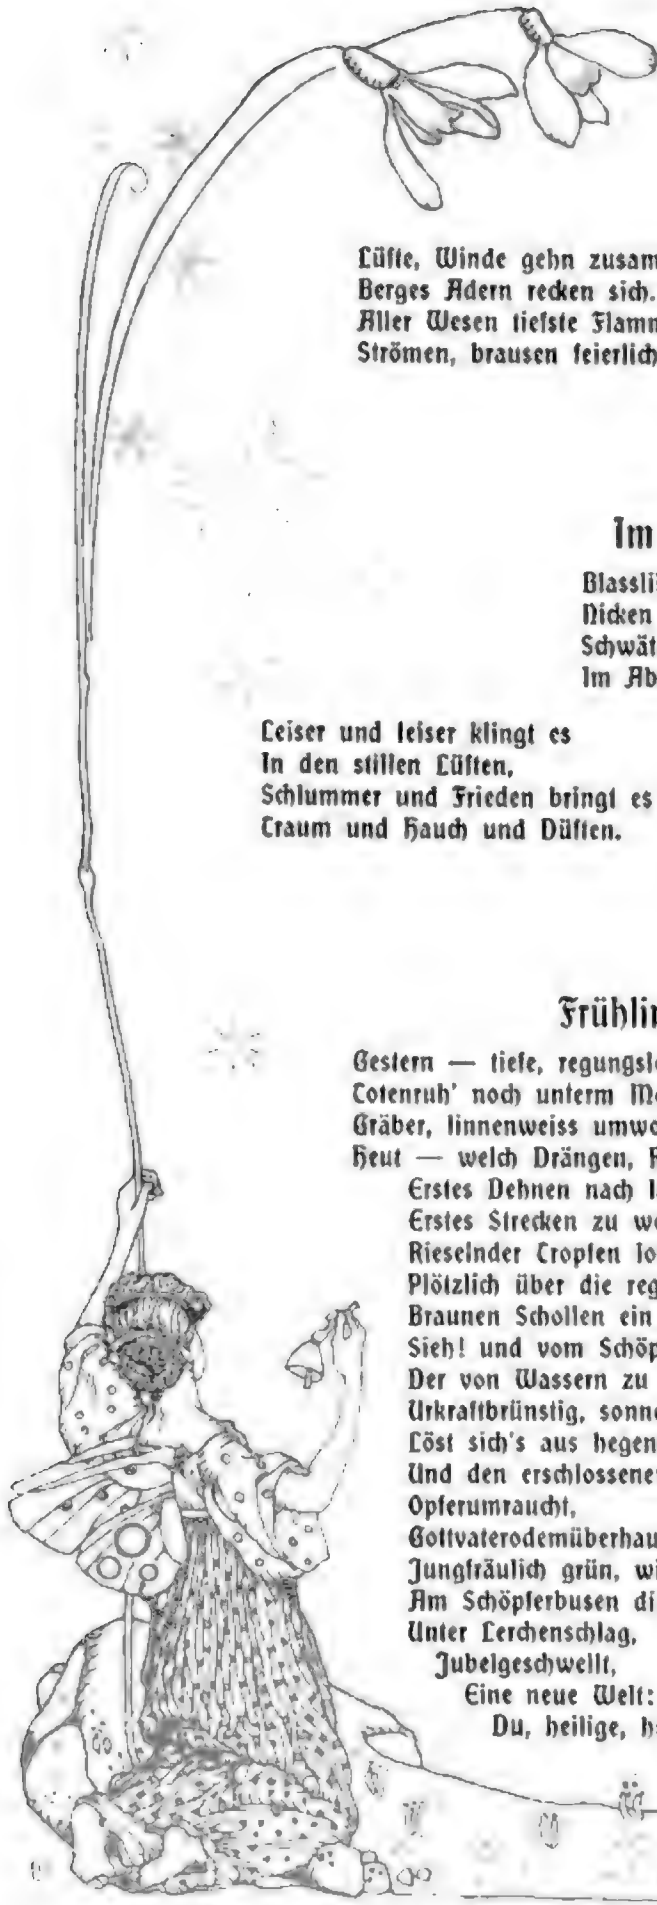 Lüfte, Winde gehn zusam
Berges Adern recken sich.
Aller Wesen tiefste Flamm
Strömen, brausen feierlich
Im
Blassli
Nicken
Schwät
Im Ab
Leiser und leiser klingt es
In den stillen Lüften,
Schlummer und Frieden bringt es
Traum und Hauch und Düften.
Frühlin
Gestern — tiefe, regungslo
Totenruh' noch unterm Mo
Gräber, linnenweiss umwo
Heut — welch Drängen,
Erstes Dehnen nach l
Erstes Strecken zu we
Rieselnder Tropfen lo
Plötzlich über die reg
Braunen Schollen ein
Sieh! und vom Schöp
Der von Wassern zu
Urkraftbrünstig, sonne
Löst sich's aus hegen
Und den erschlossene
Opferumraucht,
Gottvaterodemüberhau
Jungfräulich grün, wi
Am Schöpferbusen di
Unter Lerchenschlag,
Jubelgeschwellt,
Eine neue Welt:
Du, heilige, h